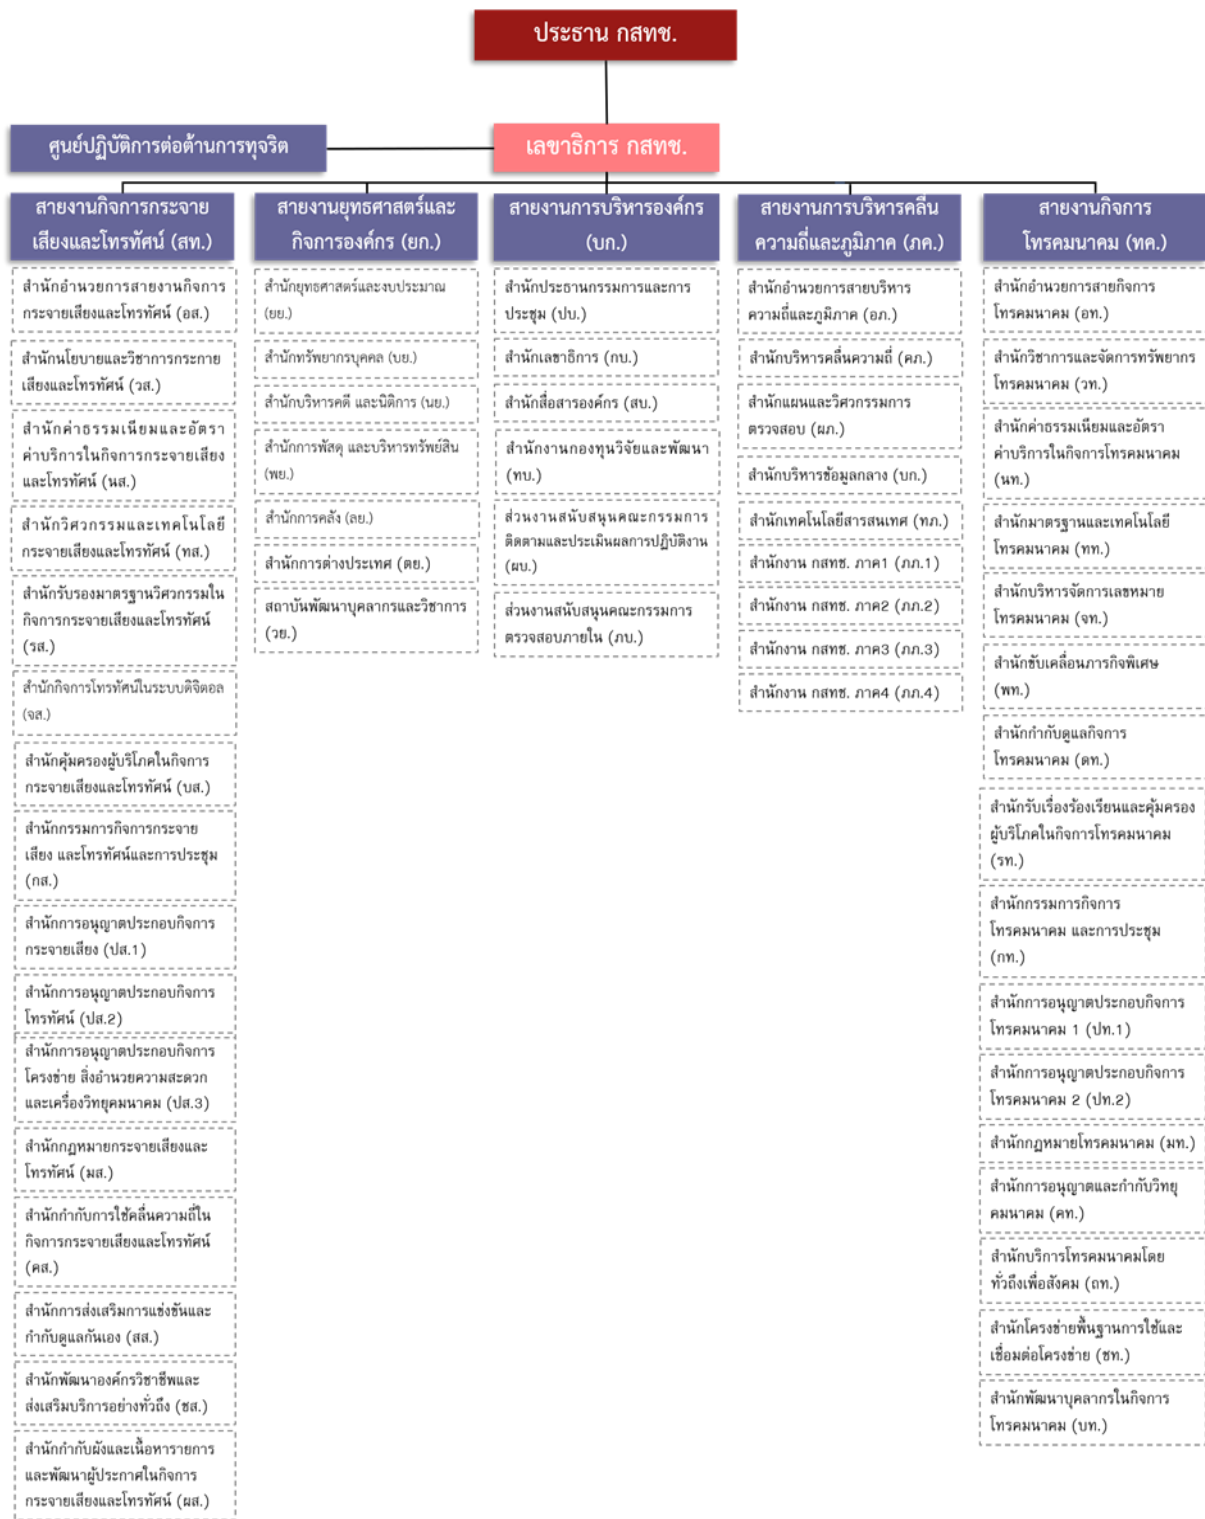 ประธาน กสทช.
ศูนย์ปฏิบัติการต่อต้านการทุจริต
เลขาธิการ กสทช.
สายงานกิจการกระจาย
เสียงและโทรทัศน์ (สท.)
สำนักอำนวยการสายงานกิจการ
กระจายเสียงและโทรทัศน์ (อส.)
สำนักนโยบายและวิชาการกระกาย
เสียงและโทรทัศน์ (วส.)
สำนักค่าธรรมเนียมและอัตรา
ค่าบริการในกิจการกระจายเสียง
และโทรทัศน์ (นส.)
สำนักวิศวกรรมและเทคโนโลยี
กระจายเสียงและโทรทัศน์ (ทส.)
สำนักรับรองมาตรฐานวิศวกรรมใน
กิจการกระจายเสียงและโทรทัศน์
(รส.)
สำนักกิจการโทรทัศน์ในระบบดิจิตอล
(จส.)
สำนักคุ้มครองผู้บริโภคในกิจการ
กระจายเสียงและโทรทัศน์ (บส.)
สำนักกรรมการกิจการกระจาย
เสียง และโทรทัศน์และการประชุม
(กส.)
สำนักการอนุญาตประกอบกิจการ
กระจายเสียง (ปส.1)
สำนักการอนุญาตประกอบกิจการ
โทรทัศน์ (ปส.2)
สำนักการอนุญาตประกอบกิจการ
โครงข่าย สิ่งอำนวยความสะดวก
และเครื่องวิทยุคมนาคม (ปส.3)
สำนักกฎหมายกระจายเสียงและ
โทรทัศน์ (มส.)
สำนักกำกับการใช้คลื่นความถี่ใน
กิจการกระจายเสียงและโทรทัศน์
(คส.)
สำนักการส่งเสริมการแข่งขันและ
กำกับดูแลกันเอง (สส.)
สำนักพัฒนาองค์กรวิชาชีพและ
ส่งเสริมบริการอย่างทั่วถึง (ชส.)
สำนักกำกับผังและเนื้อหารายการ
และพัฒนาผู้ประกาศในกิจการ
กระจายเสียงและโทรทัศน์ (ผส.)
สายงานยุทธศาสตร์และ
กิจการองค์กร (ยก.)
สำนักยุทธศาสตร์และงบประมาณ
(ยย.)
สำนักทรัพยากรบุคคล (บย.)
สำนักบริหารคดี และนิติการ (นย.)
สำนักการพัสดุ และบริหารทรัพย์สิน
(พย.)
สำนักการคลัง (ลย.)
สำนักการต่างประเทศ (ตย.)
สถาบันพัฒนาบุคลากรและวิชาการ
(วย.)
สายงานการบริหารองค์กร
(บก.)
สำนักประธานกรรมการและการ
ประชุม (ปบ.)
สำนักเลขาธิการ (กบ.)
สำนักสื่อสารองค์กร (สบ.)
สำนักงานกองทุนวิจัยและพัฒนา
(ทบ.)
ส่วนงานสนับสนุนคณะกรรมการ
ติดตามและประเมินผลการปฏิบัติงาน
(ผบ.)
ส่วนงานสนับสนุนคณะกรรมการ
ตรวจสอบภายใน (ภบ.)
สายงานการบริหารคลื่น
ความถี่และภูมิภาค (ภค.)
สำนักอำนวยการสายบริหาร
ความถี่และภูมิภาค (อภ.)
สำนักบริหารคลื่นความถี่ (คภ.)
สำนักแผนและวิศวกรรมการ
ตรวจสอบ (ผภ.)
สำนักบริหารข้อมูลกลาง (บก.)
สำนักเทคโนโลยีสารสนเทศ (ทภ.)
สำนักงาน กสทช. ภาค1 (ภภ.1)
สำนักงาน กสทช. ภาค2 (ภภ.2)
สำนักงาน กสทช. ภาค3 (ภภ.3)
สำนักงาน กสทช. ภาค4 (ภภ.4)
สายงานกิจการ
โทรคมนาคม (ทค.)
สำนักอำนวยการสายกิจการ
โทรคมนาคม (อท.)
สำนักวิชาการและจัดการทรัพยากร
โทรคมนาคม (วท.)
สำนักค่าธรรมเนียมและอัตรา
ค่าบริการในกิจการโทรคมนาคม
(นท.)
สำนักมาตรฐานและเทคโนโลยี
โทรคมนาคม (ทท.)
สำนักบริหารจัดการเลขหมาย
โทรคมนาคม (จท.)
สำนักขับเคลื่อนภารกิจพิเศษ
(พท.)
สำนักกำกับดูแลกิจการ
โทรคมนาคม (ดท.)
สำนักรับเรื่องร้องเรียนและคุ้มครอง
ผู้บริโภคในกิจการโทรคมนาคม
(รท.)
สำนักกรรมการกิจการ
โทรคมนาคม และการประชุม
(กท.)
สำนักการอนุญาตประกอบกิจการ
โทรคมนาคม 1 (ปท.1)
สำนักการอนุญาตประกอบกิจการ
โทรคมนาคม 2 (ปท.2)
สำนักกฎหมายโทรคมนาคม (มท.)
สำนักการอนุญาตและกำกับวิทยุ
คมนาคม (คท.)
สำนักบริการโทรคมนาคมโดย
ทั่วถึงเพื่อสังคม (ถท.)
สำนักโครงข่ายพื้นฐานการใช้และ
เชื่อมต่อโครงข่าย (ชท.)
สำนักพัฒนาบุคลากรในกิจการ
โทรคมนาคม (บท.)